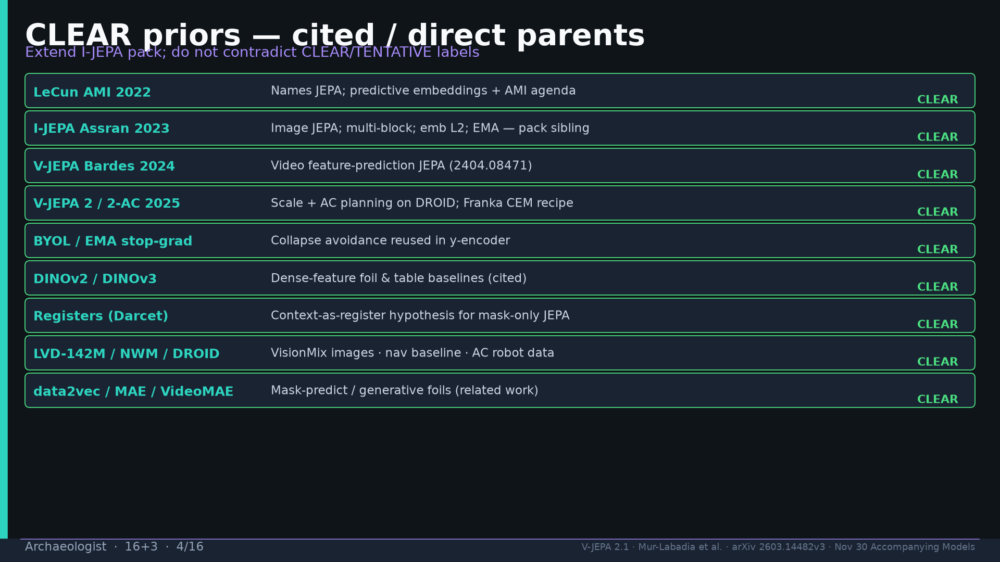 CLEAR priors — cited / direct parents
Extend I-JEPA pack; do not contradict CLEAR/TENTATIVE labels
LeCun AMI 2022
Names JEPA; predictive embeddings + AMI agenda
CLEAR
I-JEPA Assran 2023
Image JEPA; multi-block; emb L2; EMA — pack sibling
CLEAR
V-JEPA Bardes 2024
Video feature-prediction JEPA (2404.08471)
CLEAR
V-JEPA 2 / 2-AC 2025
Scale + AC planning on DROID; Franka CEM recipe
CLEAR
BYOL / EMA stop-grad
Collapse avoidance reused in y-encoder
CLEAR
DINOv2 / DINOv3
Dense-feature foil & table baselines (cited)
CLEAR
Registers (Darcet)
Context-as-register hypothesis for mask-only JEPA
CLEAR
LVD-142M / NWM / DROID
VisionMix images · nav baseline · AC robot data
CLEAR
data2vec / MAE / VideoMAE
Mask-predict / generative foils (related work)
CLEAR
Archaeologist · 16+3 · 4/16
V-JEPA 2.1 · Mur-Labadia et al. · arXiv 2603.14482v3 · Nov 30 Accompanying Models